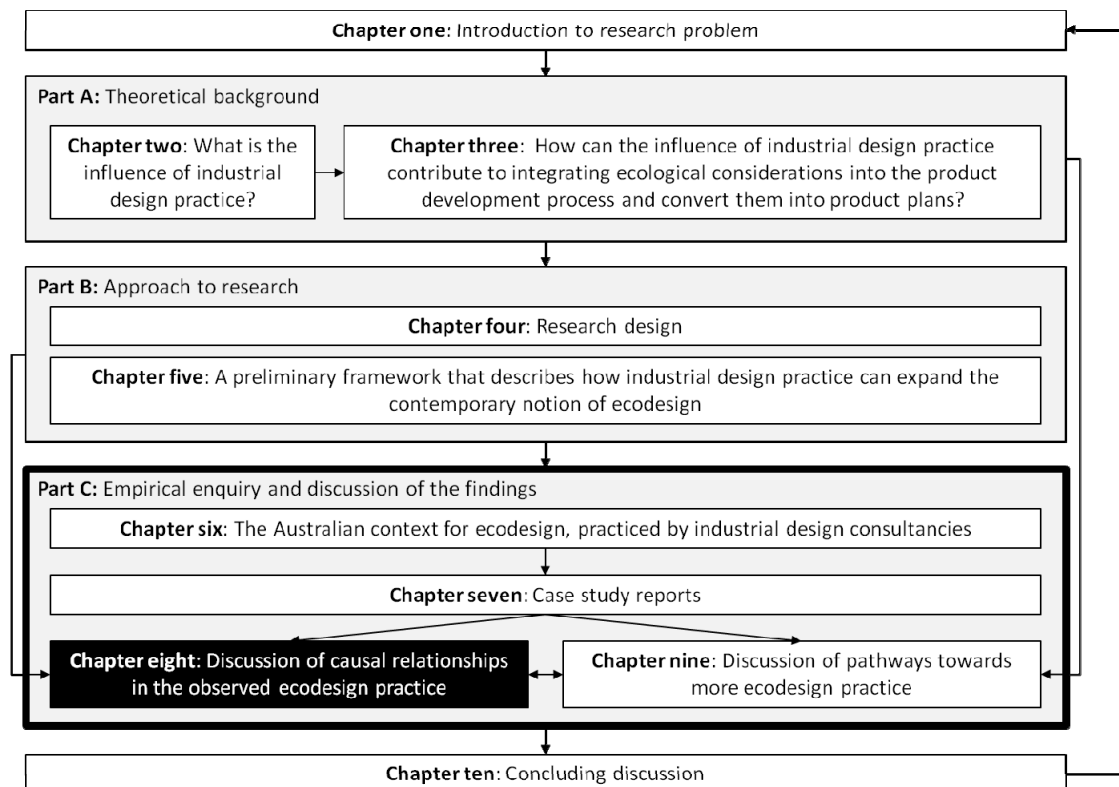 Chapter one: Introduction to research problem
Part A: Theoretical background
Chapter two: What is the
influence of industrial
design practice?
Chapter three: How can the influence of industrial design practice
contribute to integrating ecological considerations into the product
development process and convert them into product plans?
Part B: Approach to research
Chapter four: Research design
Chapter five: A preliminary framework that describes how industrial design practice can expand the
contemporary notion of ecodesign
Part C: Empirical enquiry and discussion of the findings
Chapter six: The Australian context for ecodesign, practiced by industrial design consultancies
Chapter seven: Case study reports
Chapter eight: Discussion of causal relationships
in the observed ecodesign practice
Chapter nine: Discussion of pathways towards
more ecodesign practice
Chapter ten: Concluding discussion